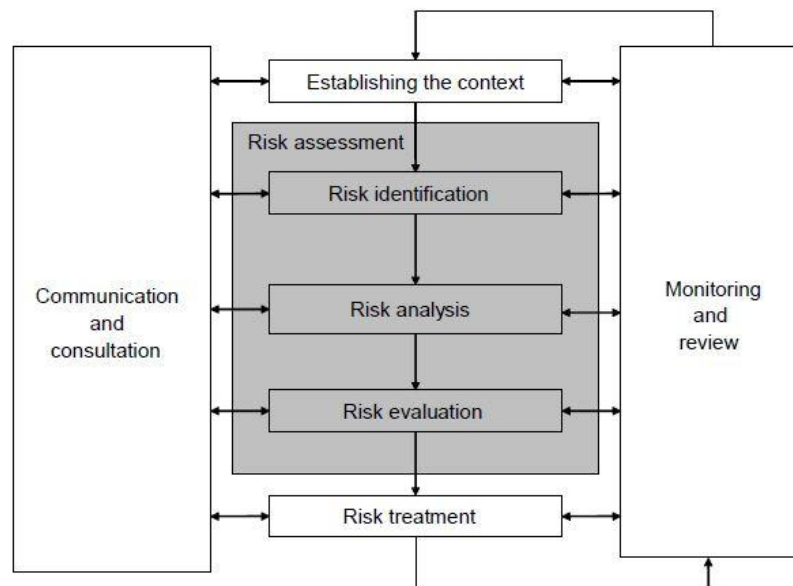 Establishing the context
Risk assessment
Risk identification
Communication
and
consultation
Risk analysis
Monitoring
and
review
Risk evaluation
Risk treatment